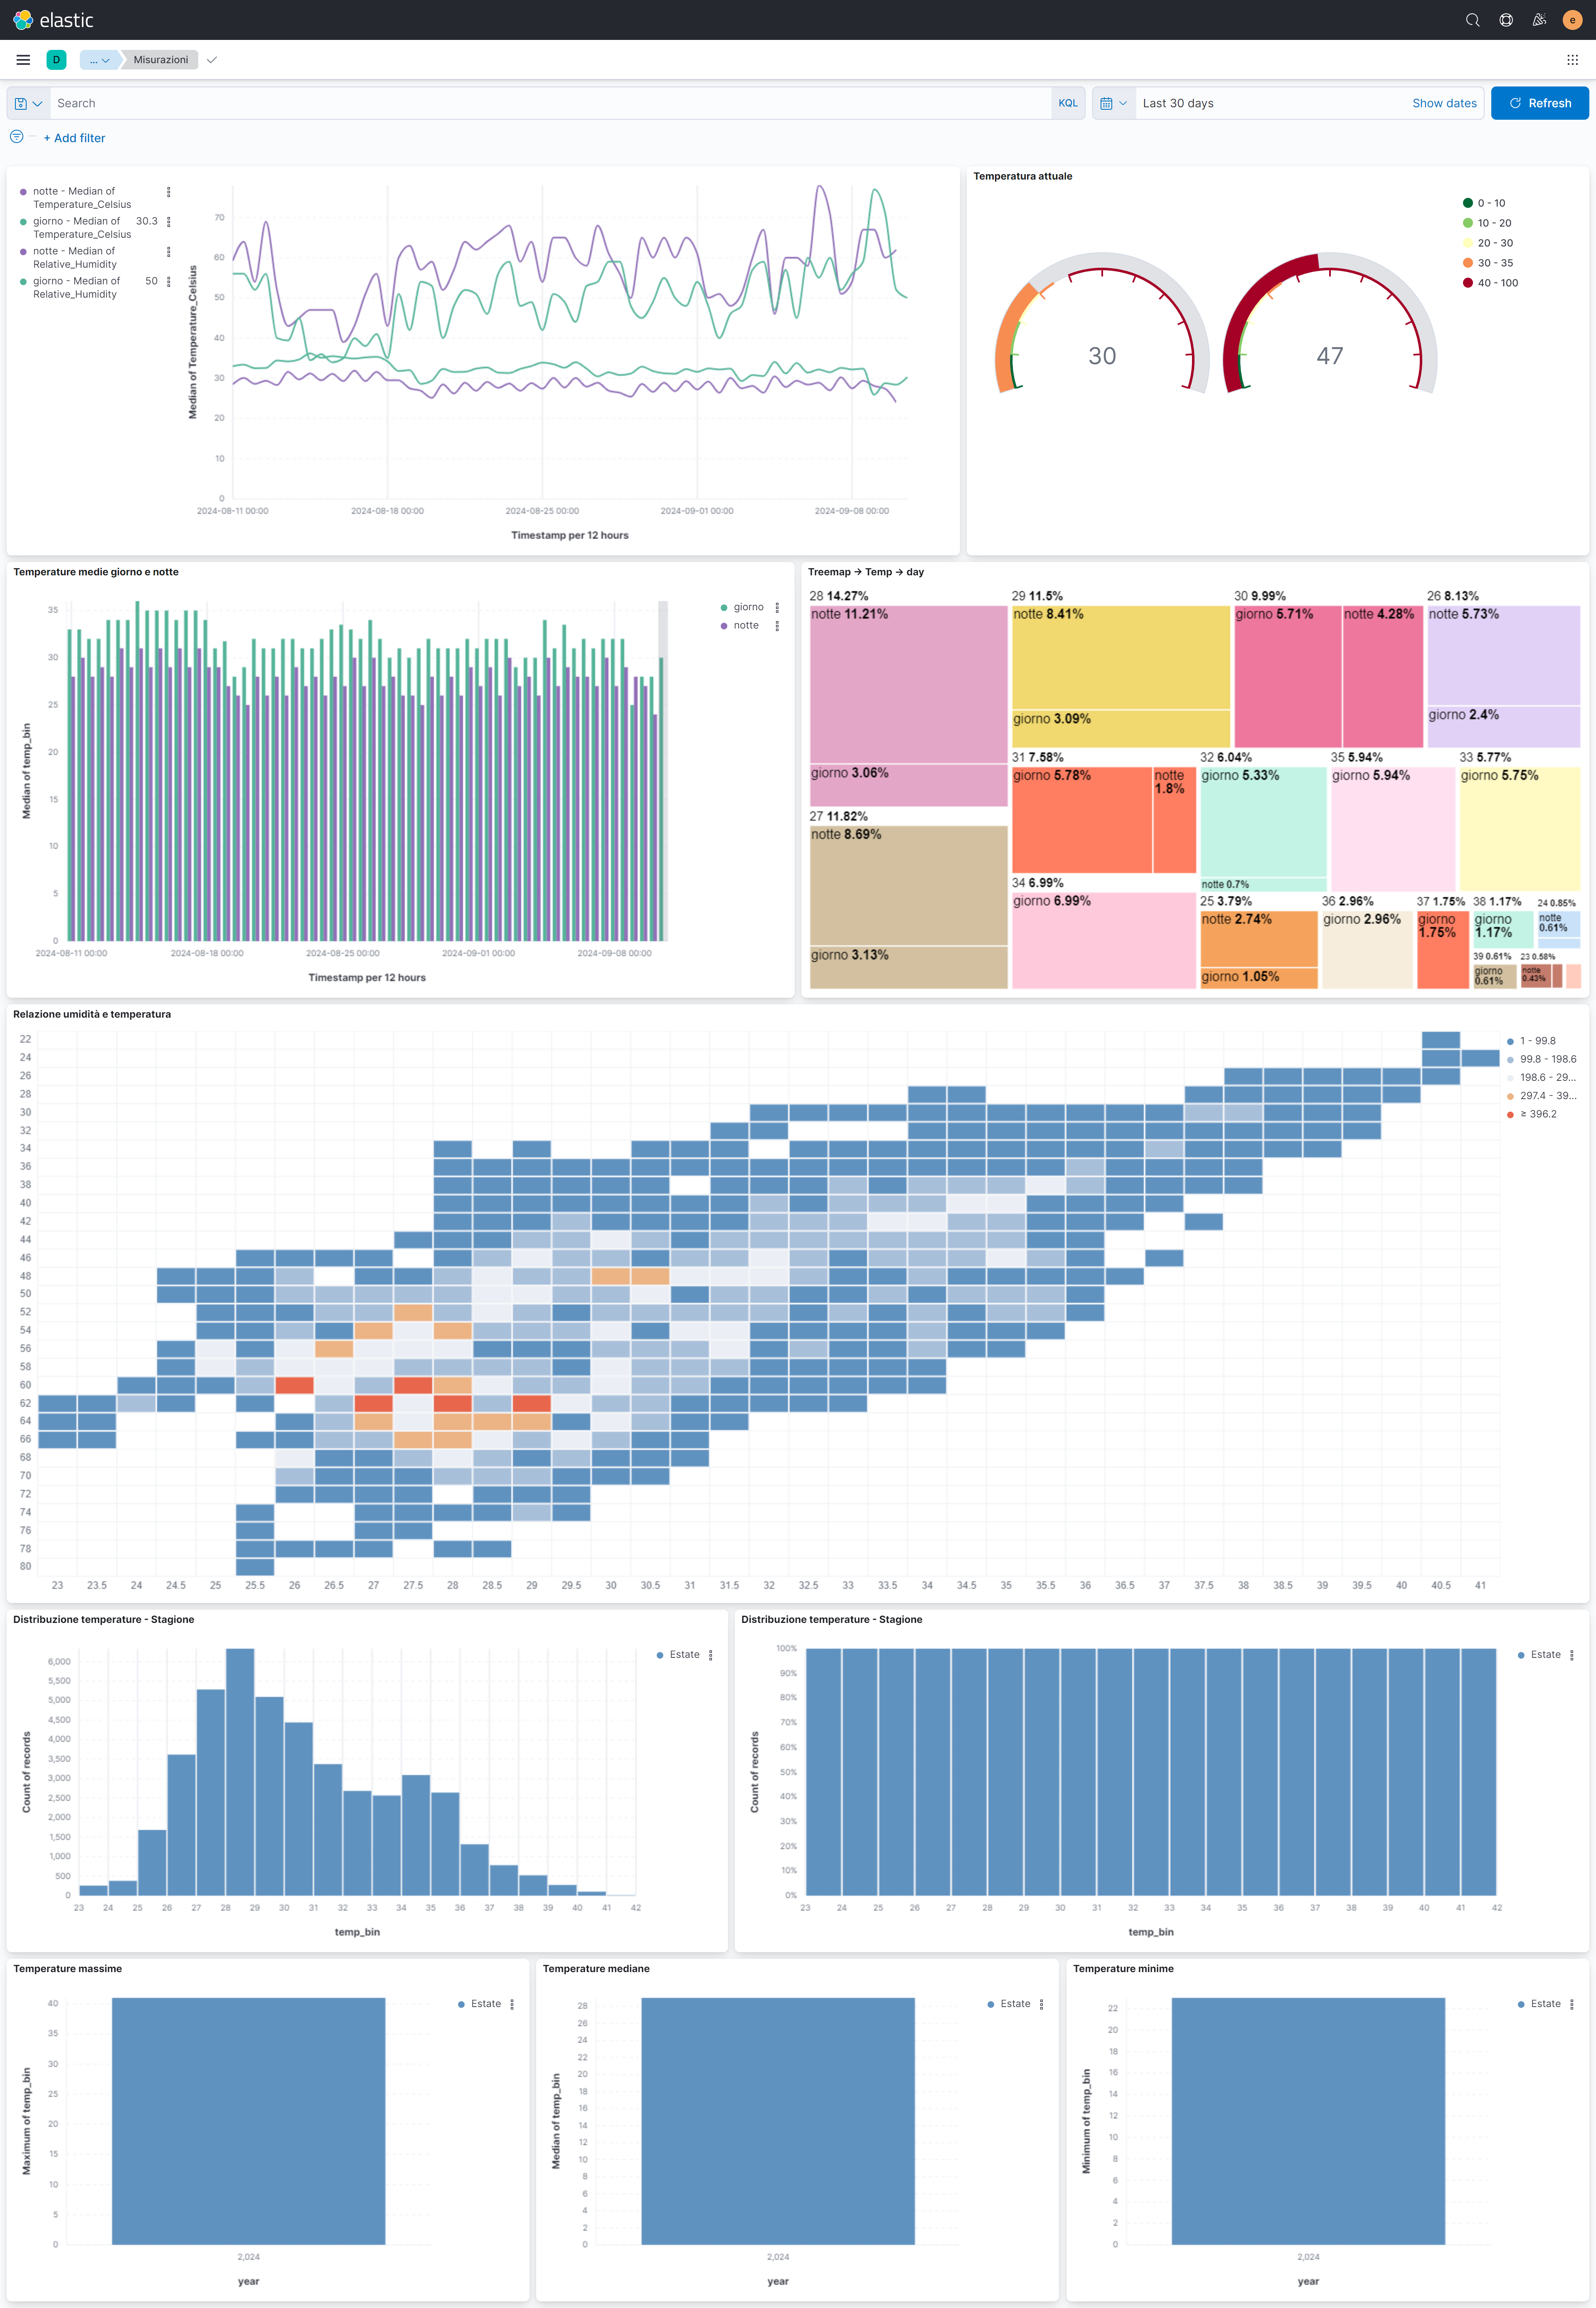 elastic
e
D
...
Misurazioni
Search
KQL
Last 30 days
Show dates
Refresh
+ Add filter
notte - Median of
Temperature_Celsius
giorno - Median of 30.3
Temperature_Celsius
notte - Median of
Relative_Humidity
giorno - Median of 50
Relative_Humidity
Median of Temperature_Celsius
70
60
50
40
30
20
10
0
2024-08-11 00:00 2024-08-18 00:00 2024-08-25 00:00 2024-09-01 00:00 2024-09-08 00:00
Timestamp per 12 hours
Temperatura attuale
30
47
0 - 10
10 - 20
20 - 30
30 - 35
40 - 100
Temperature medie giorno e notte
Median of temp_bin
35
30
25
20
15
10
5
0
2024-08-11 00:00 2024-08-18 00:00 2024-08-25 00:00 2024-09-01 00:00 2024-09-08 00:00
Timestamp per 12 hours
giorno
notte
Treemap → Temp → day
28 14.27%
notte 11.21%
giorno 3.06%
27 11.82%
notte 8.69%
giorno 3.13%
29 11.5%
notte 8.41%
giorno 3.09%
30 9.99%
giorno 5.71%
notte 4.28%
26 8.13%
notte 5.73%
giorno 2.4%
31 7.58%
giorno 5.78%
notte
1.8%
34 6.99%
giorno 6.99%
32 6.04%
giorno 5.33%
notte 0.7%
35 5.94%
giorno 5.94%
33 5.77%
giorno 5.75%
25 3.79%
notte 2.74%
giorno 1.05%
36 2.96%
giorno 2.96%
37 1.75%
giorno
1.75%
38 1.17%
giorno
1.17%
24 0.85%
notte
0.61%
39 0.61%
giorno
0.61%
23 0.58%
notte
0.43%
Relazione umidità e temperatura
22
24
26
28
30
32
34
36
38
40
42
44
46
48
50
52
54
56
58
60
62
64
66
68
70
72
74
76
78
80
23 23.5 24 24.5 25 25.5 26 26.5 27 27.5 28 28.5 29 29.5 30 30.5 31 31.5 32 32.5 33 33.5 34 34.5 35 35.5 36 36.5 37 37.5 38 38.5 39 39.5 40 40.5 41
1 - 99.8
99.8 - 198.6
198.6 - 29...
297.4 - 39...
≥ 396.2
Distribuzione temperature - Stagione
Count of records
6,000
5,500
5,000
4,500
4,000
3,500
3,000
2,500
2,000
1,500
1,000
500
0
23 24 25 26 27 28 29 30 31 32 33 34 35 36 37 38 39 40 41 42
temp_bin
Estate
Distribuzione temperature - Stagione
Count of records
100%
90%
80%
70%
60%
50%
40%
30%
20%
10%
0%
23 24 25 26 27 28 29 30 31 32 33 34 35 36 37 38 39 40 41 42
temp_bin
Estate
Temperature massime
Maximum of temp_bin
40
35
30
25
20
15
10
5
0
2,024
year
Estate
Temperature mediane
Median of temp_bin
28
26
24
22
20
18
16
14
12
10
8
6
4
2
0
2,024
year
Estate
Temperature minime
Minimum of temp_bin
22
20
18
16
14
12
10
8
6
4
2
0
2,024
year
Estate